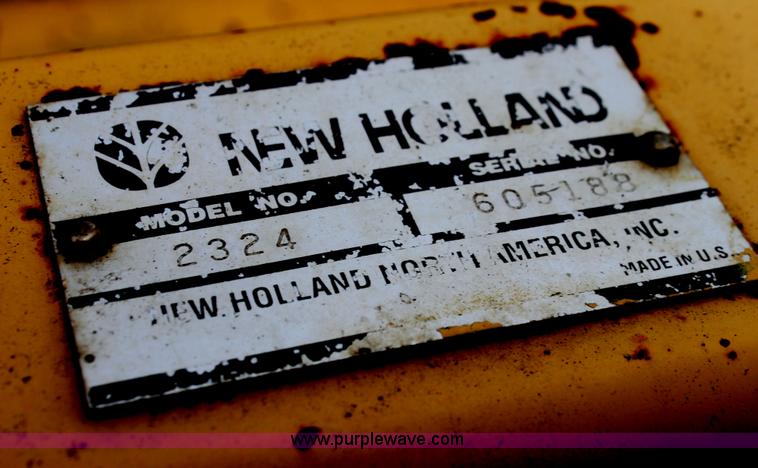 NEW HOLLAND
MODEL NO. SERIAL NO.
2324 605188
NEW HOLLAND NORTH AMERICA, INC.
MADE IN U.S.
www.purplewave.com